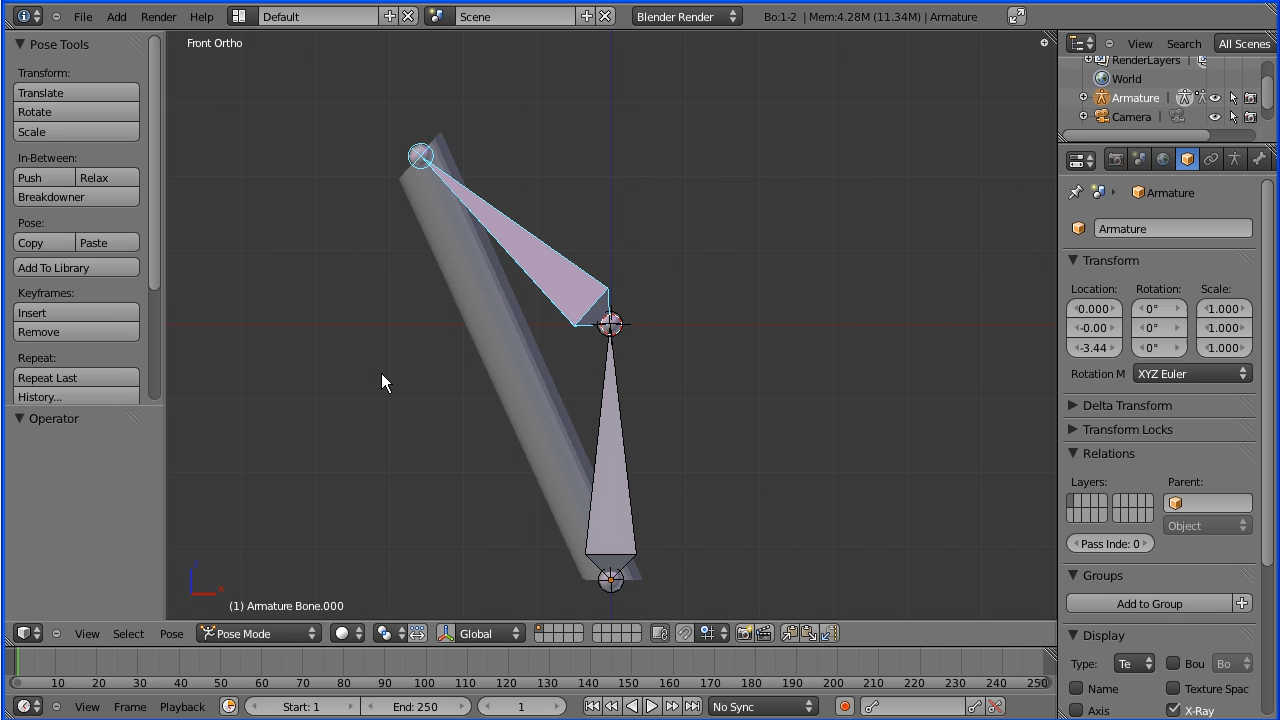 File Add Render Help Default Scene Blender Render Bo:1-2 | Mem:4.28M (11.34M) | Armature
Pose Tools
Transform:
Translate
Rotate
Scale
In-Between:
Push Relax
Breakdowner
Pose:
Copy Paste
Add To Library
Keyframes:
Insert
Remove
Repeat:
Repeat Last
History...
Operator
Front Ortho
(1) Armature Bone.000
View Select Pose Pose Mode Global
View Search All Scenes
RenderLayers
World
Armature
Camera
Armature
Armature
Transform
Location: Rotation: Scale:
0.000 0° 1.000
-0.00 0° 1.000
-3.44 0° 1.000
Rotation M XYZ Euler
Delta Transform
Transform Locks
Relations
Layers: Parent:
Object
Pass Inde: 0
Groups
Add to Group
Display
Type: Te Bou Bo
Name Texture Spac
Axis X-Ray
10 20 30 40 50 60 70 80 90 100 110 120 130 140 150 160 170 180 190 200 210 220 230 240 250
View Frame Playback Start: 1 End: 250 1 No Sync